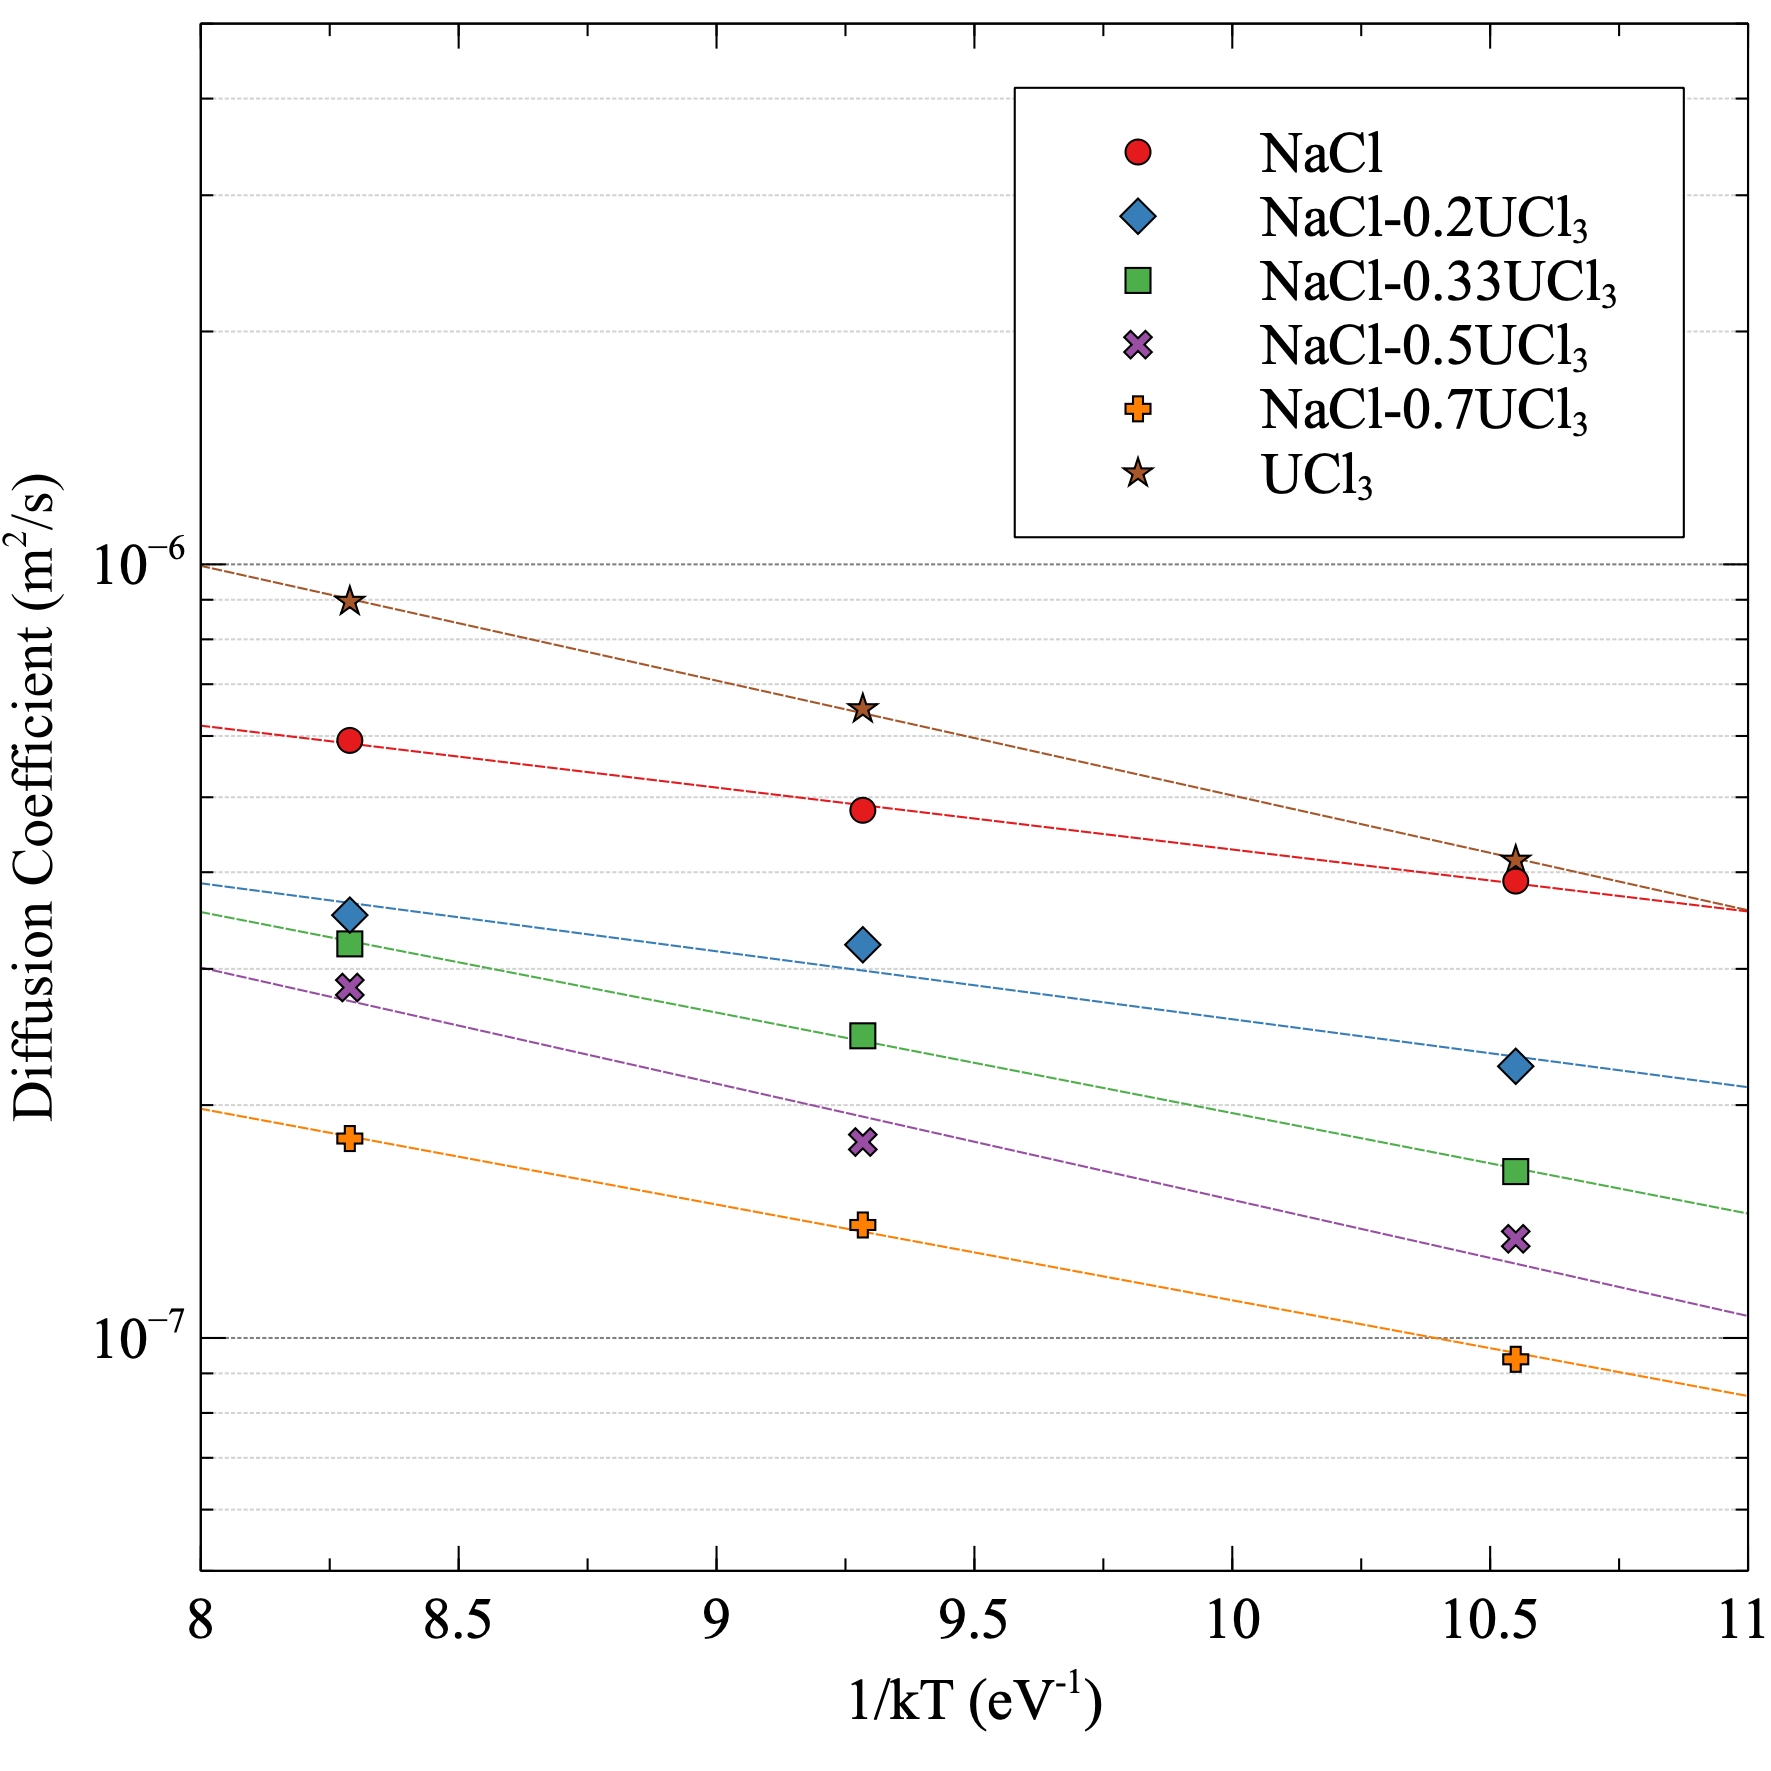 NaCl
NaCl-0.2UCl₃
NaCl-0.33UCl₃
NaCl-0.5UCl₃
NaCl-0.7UCl₃
UCl₃
Diffusion Coefficient (m²/s)
10⁻⁶
10⁻⁷
8 8.5 9 9.5 10 10.5 11
1/kT (eV⁻¹)